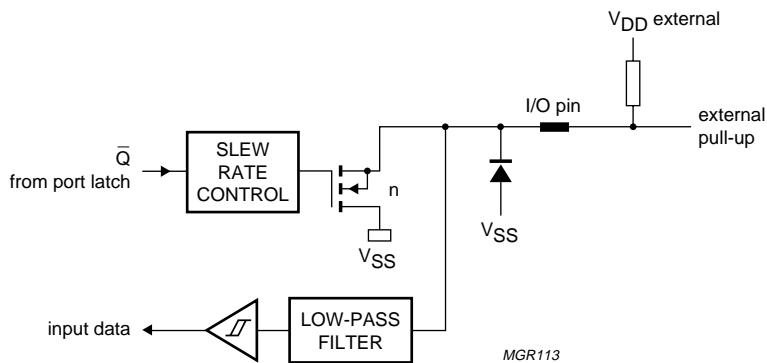 VDD external
I/O pin
external
pull-up
Q̅
from port latch
SLEW
RATE
CONTROL
n
VSS
VSS
input data
LOW-PASS
FILTER
MGR113